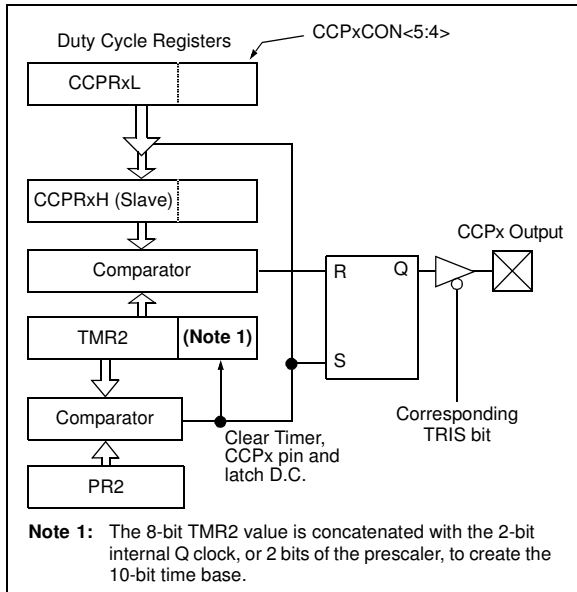 Duty Cycle Registers
CCPxCON<5:4>
CCPRxL
CCPRxH (Slave)
CCPx Output
Comparator
R
Q
TMR2
(Note 1)
S
Comparator
Clear Timer,
CCPx pin and
latch D.C.
Corresponding
TRIS bit
PR2
Note 1: The 8-bit TMR2 value is concatenated with the 2-bit
internal Q clock, or 2 bits of the prescaler, to create the
10-bit time base.